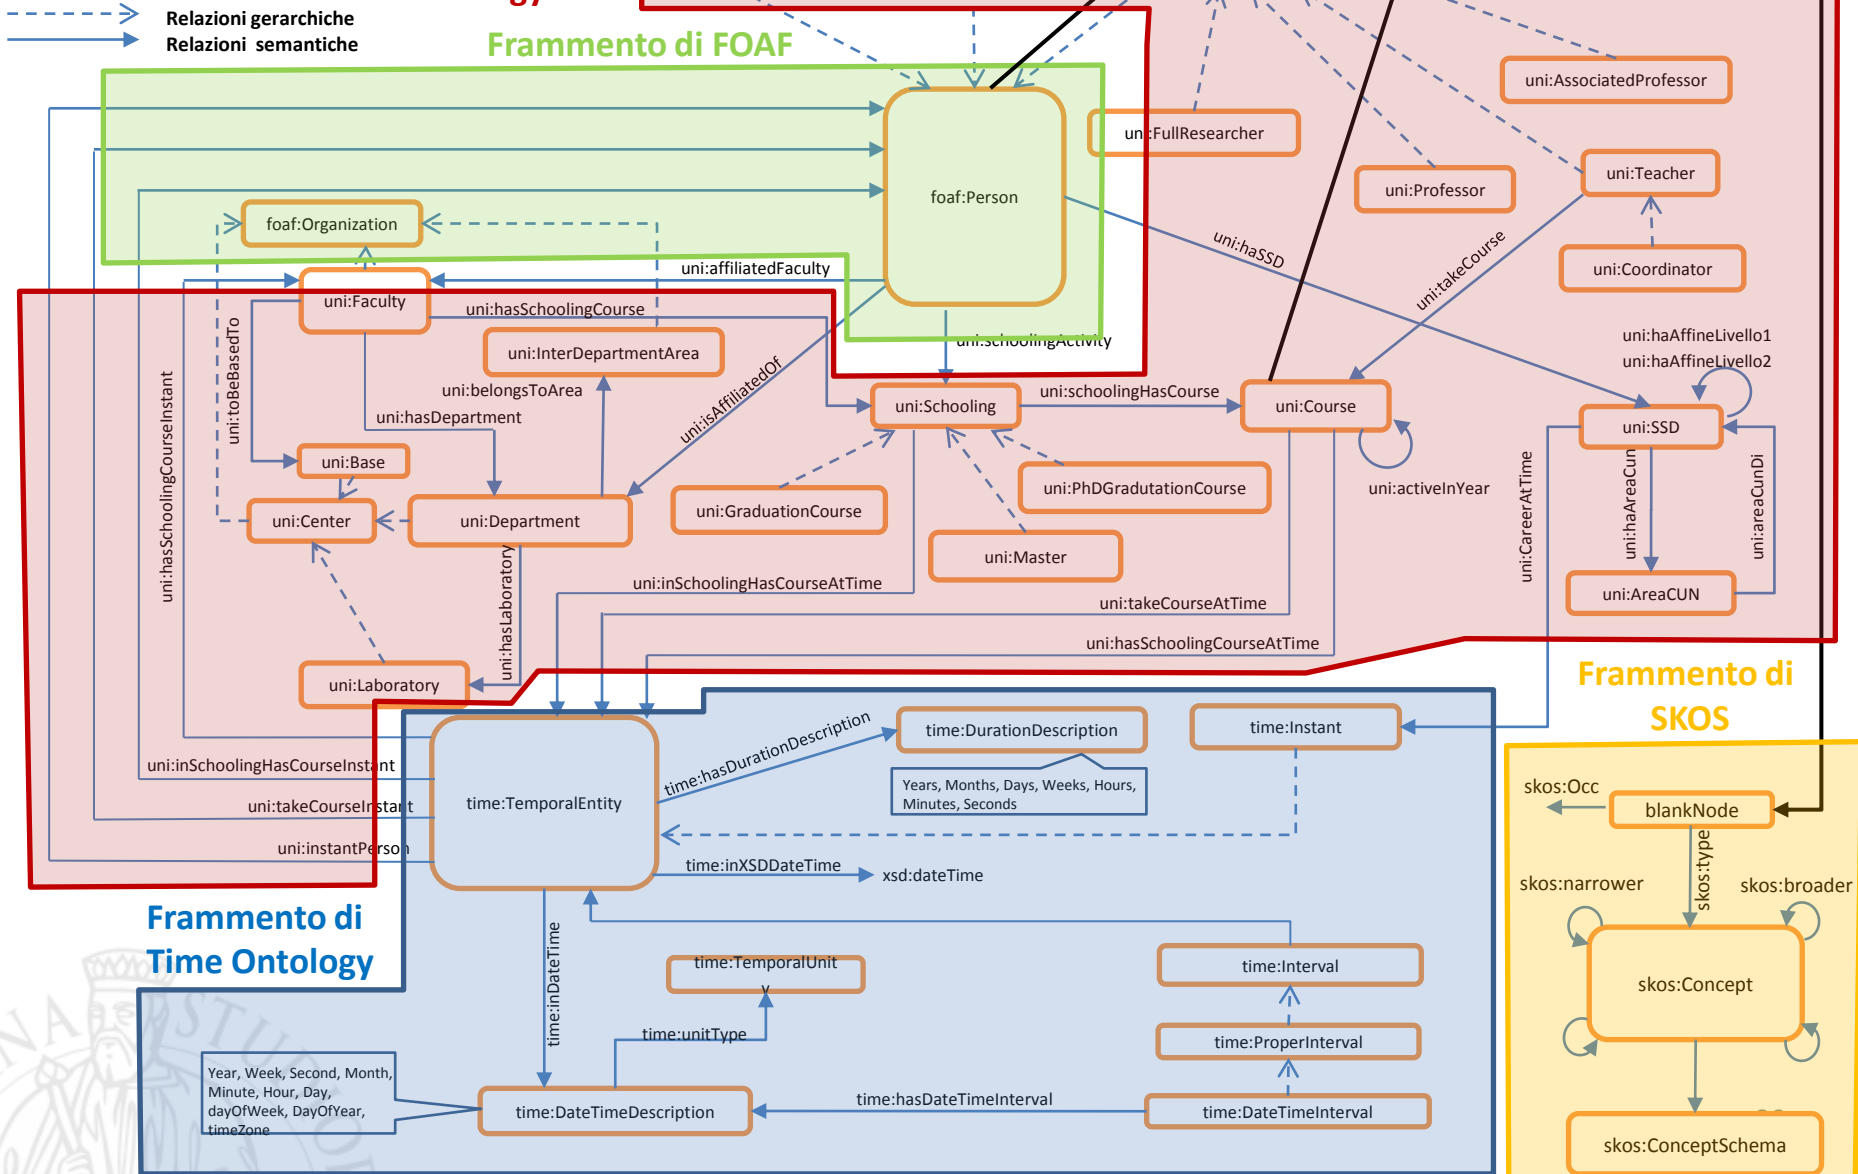 Relazioni gerarchiche
Relazioni semantiche
Frammento di FOAF
uni:AssociatedProfessor
uni:FullResearcher
uni:Teacher
uni:Professor
foaf:Person
foaf:Organization
uni:haSSD
uni:takeCourse
uni:Coordinator
uni:affiliatedFaculty
uni:Faculty
uni:hasSchoolingCourse
uni:schoolingActivity
uni:haAffineLivello1
uni:haAffineLivello2
uni:InterDepartmentArea
uni:toBeBasedTo
uni:belongsToArea
uni:isAffiliatedOf
uni:hasDepartment
uni:Schooling
uni:schoolingHasCourse
uni:Course
uni:SSD
uni:hasSchoolingCourseInstant
uni:Base
uni:PhDGradutationCourse
uni:activeInYear
uni:CareerAtTime
uni:haAreaCun
uni:areaCunDi
uni:Center
uni:Department
uni:GraduationCourse
uni:Master
uni:inSchoolingHasCourseAtTime
uni:takeCourseAtTime
uni:AreaCUN
uni:hasLaboratory
uni:hasSchoolingCourseAtTime
uni:Laboratory
Frammento di
SKOS
time:hasDurationDescription
time:DurationDescription
time:Instant
uni:inSchoolingHasCourseInstant
Years, Months, Days, Weeks, Hours,
Minutes, Seconds
skos:Occ
blankNode
uni:takeCourseInstant
time:TemporalEntity
uni:instantPerson
time:inXSDDateTime
xsd:dateTime
skos:type
skos:narrower
skos:broader
Frammento di
Time Ontology
time:inDateTime
time:TemporalUnit
y
time:Interval
skos:Concept
time:unitType
time:ProperInterval
Year, Week, Second, Month,
Minute, Hour, Day,
dayOfWeek, DayOfYear,
timeZone
time:DateTimeDescription
time:hasDateTimeInterval
time:DateTimeInterval
skos:ConceptSchema